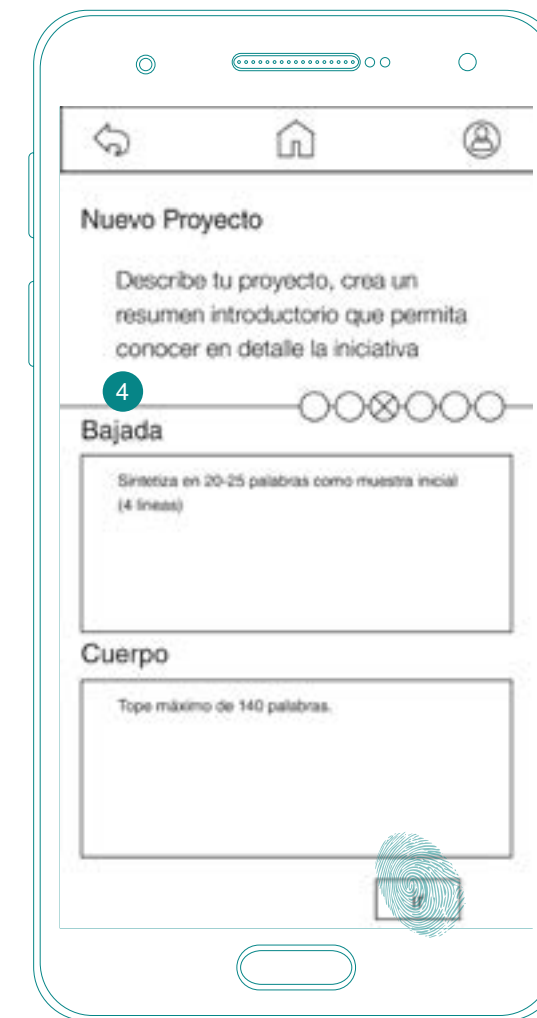 Nuevo Proyecto
Describe tu proyecto, crea un
resumen introductorio que permita
conocer en detalle la iniciativa
4
Bajada
Sintetiza en 20-25 palabras como muestra inicial
(4 lineas)
Cuerpo
Tope máximo de 140 palabras.
Ir